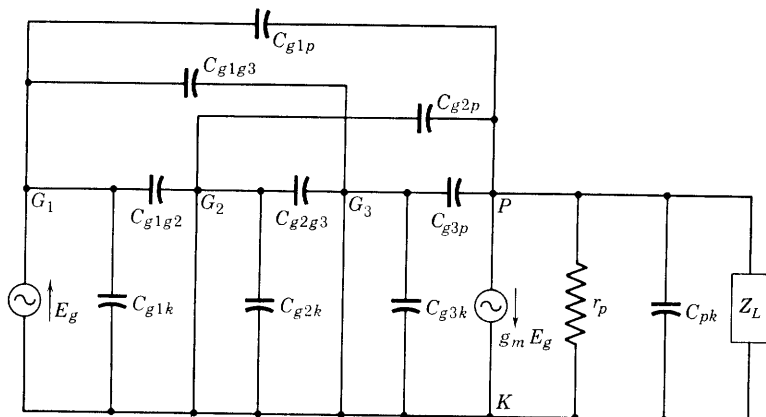 C_{g1p}
C_{g1g3}
C_{g2p}
G_1
C_{g1g2}
G_2
C_{g2g3}
G_3
C_{g3p}
P
E_g
C_{g1k}
C_{g2k}
C_{g3k}
g_m E_g
r_p
C_{pk}
Z_L
K